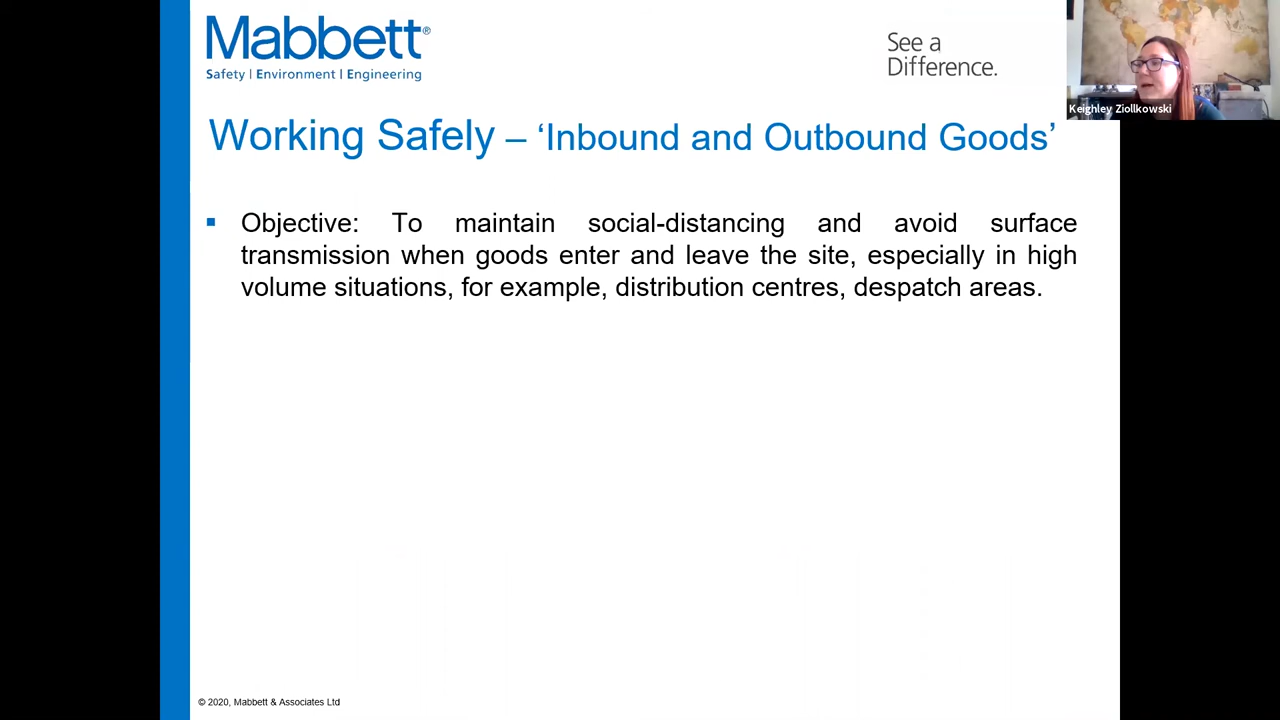 Mabbett®
Safety | Environment | Engineering
See a
Difference.
Keighley Ziollkowski
Working Safely – ‘Inbound and Outbound Goods’
▪ Objective: To maintain social-distancing and avoid surface
transmission when goods enter and leave the site, especially in high
volume situations, for example, distribution centres, despatch areas.
© 2020, Mabbett & Associates Ltd